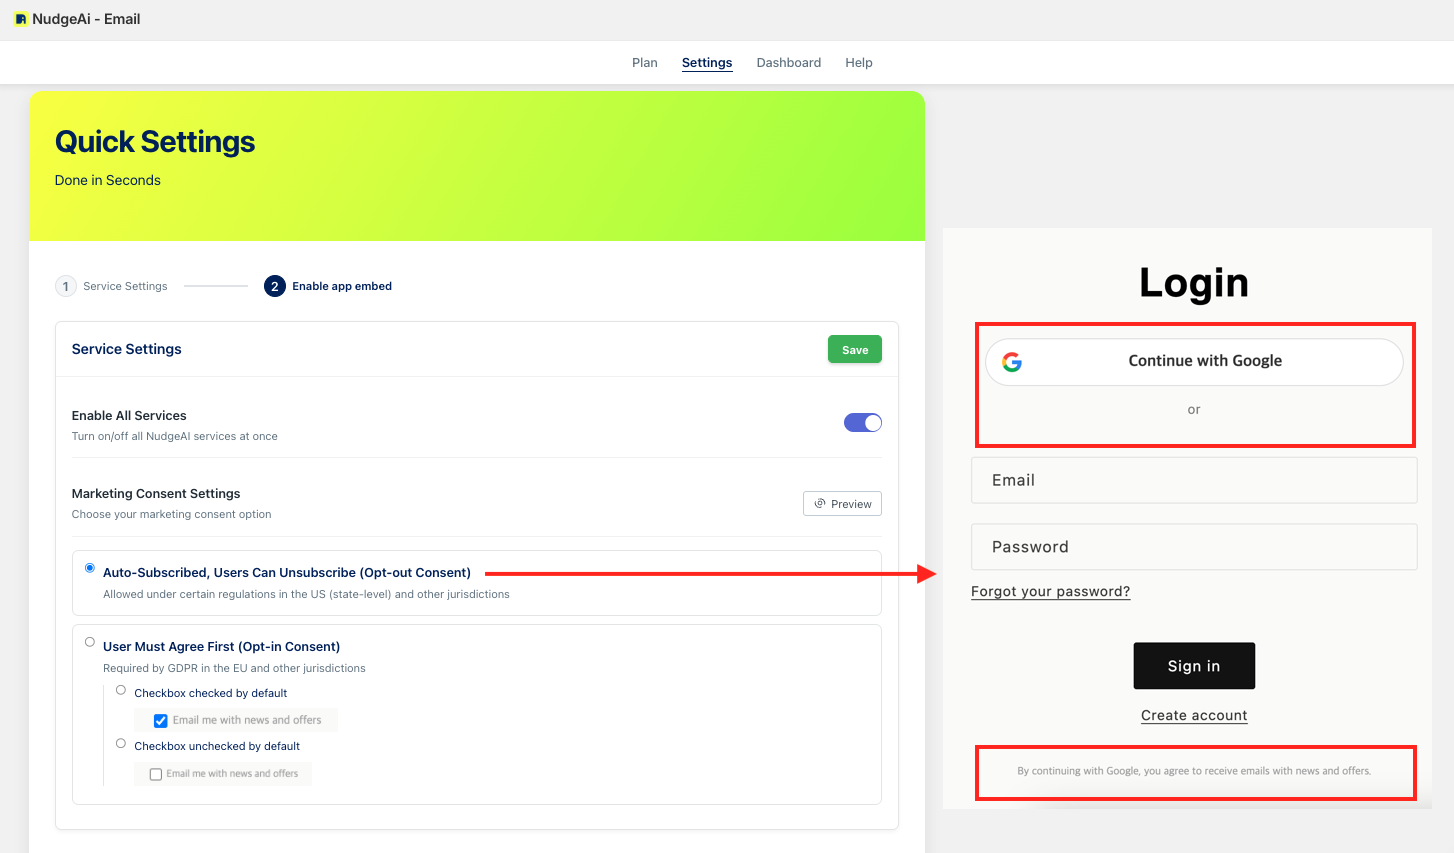 NudgeAi - Email
Plan Settings Dashboard Help
Quick Settings
Done in Seconds
1 Service Settings 2 Enable app embed
Service Settings
Save
Enable All Services
Turn on/off all NudgeAI services at once
Marketing Consent Settings
Choose your marketing consent option
Preview
Auto-Subscribed, Users Can Unsubscribe (Opt-out Consent)
Allowed under certain regulations in the US (state-level) and other jurisdictions
User Must Agree First (Opt-in Consent)
Required by GDPR in the EU and other jurisdictions
Checkbox checked by default
Email me with news and offers
Checkbox unchecked by default
Email me with news and offers
Login
Continue with Google
or
Email
Password
Forgot your password?
Sign in
Create account
By continuing with Google, you agree to receive emails with news and offers.